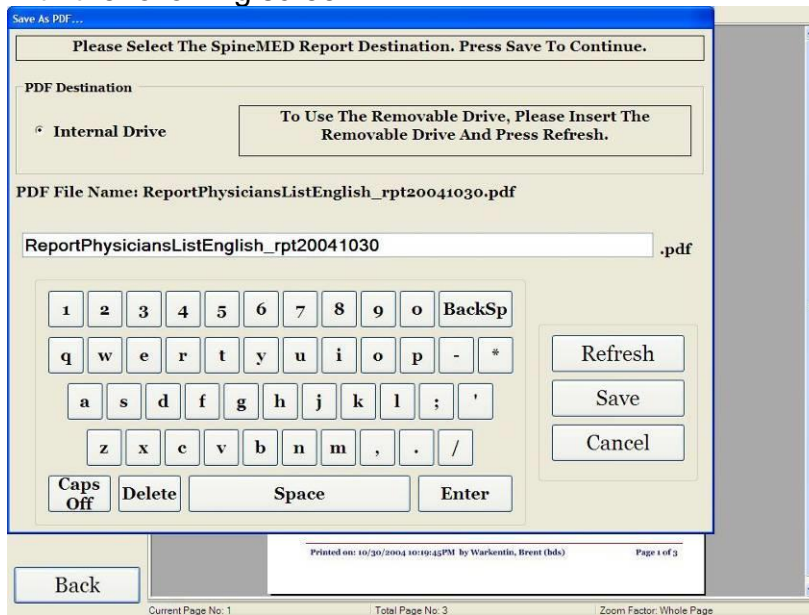 Save As PDF...
Please Select The SpineMED Report Destination. Press Save To Continue.
PDF Destination
Internal Drive
To Use The Removable Drive, Please Insert The
Removable Drive And Press Refresh.
PDF File Name: ReportPhysiciansListEnglish_rpt20041030.pdf
ReportPhysiciansListEnglish_rpt20041030 .pdf
1 2 3 4 5 6 7 8 9 0 BackSp
q w e r t y u i o p - *
a s d f g h j k l ; '
z x c v b n m , . /
Caps Off Delete Space Enter
Refresh
Save
Cancel
Printed on: 10/30/2004 10:19:45PM by Warkentin, Brent (hds) Page 1 of 3
Back
Current Page No: 1 Total Page No: 3 Zoom Factor: Whole Page